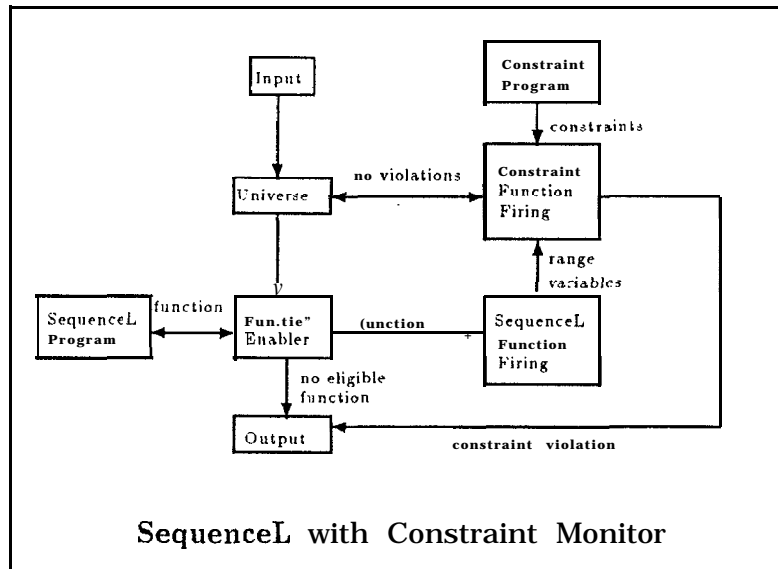 Input
Constraint
Program
constraints
no violations
Constraint
Function
Firing
Universe
range
variables
function
SequenceL
Program
Fun.tie"
Enabler
(unction
SequenceL
Function
Firing
no eligible
function
Output
constraint violation
SequenceL with Constraint Monitor